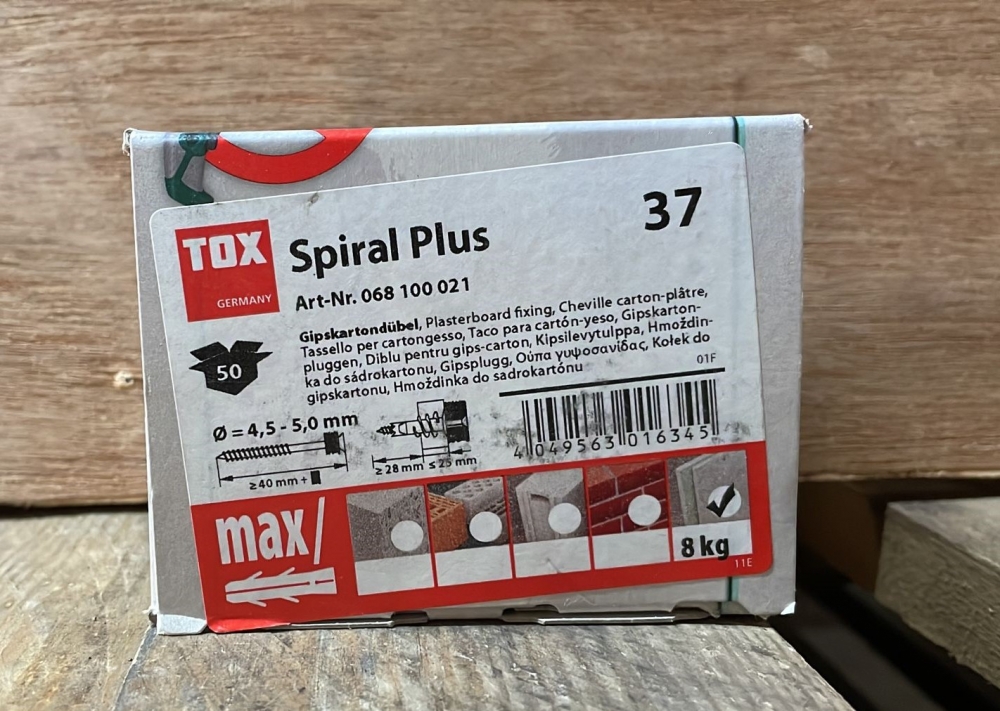 TOX
GERMANY
Spiral Plus
37
Art-Nr. 068 100 021
Gipskartondübel, Plasterboard fixing, Cheville carton-plâtre,
Tassello per cartongesso, Taco para cartón-yeso, Gipskarton-
pluggen, Diblu pentru gips-carton, Kipsilevytulppa, Hmoždin-
ka do sádrokartonu, Gipsplugg, Ούπα γυψοσανίδας, Kołek do
gipskartonu, Hmoždinka do sadrokartónu
01F
50
Ø = 4,5 - 5,0 mm
≥40 mm +
≥ 28 mm ≤ 25 mm
4 049563 016345
max/
8 kg
11E